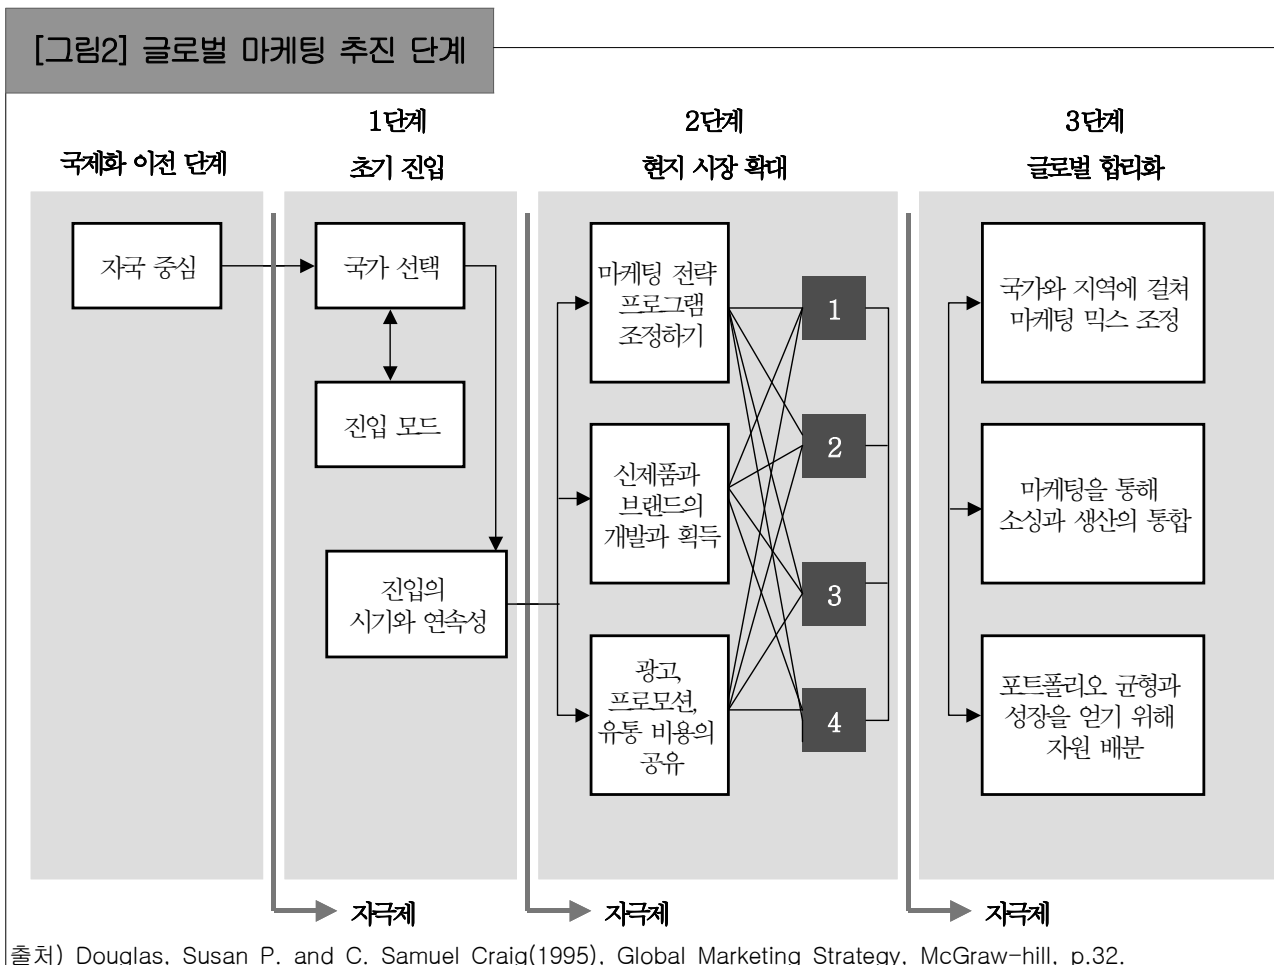 [그림2] 글로벌 마케팅 추진 단계
국제화 이전 단계
자국 중심
1단계
초기 진입
국가 선택
진입 모드
진입의
시기와 연속성
2단계
현지 시장 확대
마케팅 전략
프로그램
조정하기
신제품과
브랜드의
개발과 획득
광고,
프로모션,
유통 비용의
공유
1
2
3
4
3단계
글로벌 합리화
국가와 지역에 걸쳐
마케팅 믹스 조정
마케팅을 통해
소싱과 생산의 통합
포트폴리오 균형과
성장을 얻기 위해
자원 배분
자극제
자극제
자극제
출처) Douglas, Susan P. and C. Samuel Craig(1995), Global Marketing Strategy, McGraw-hill, p.32.